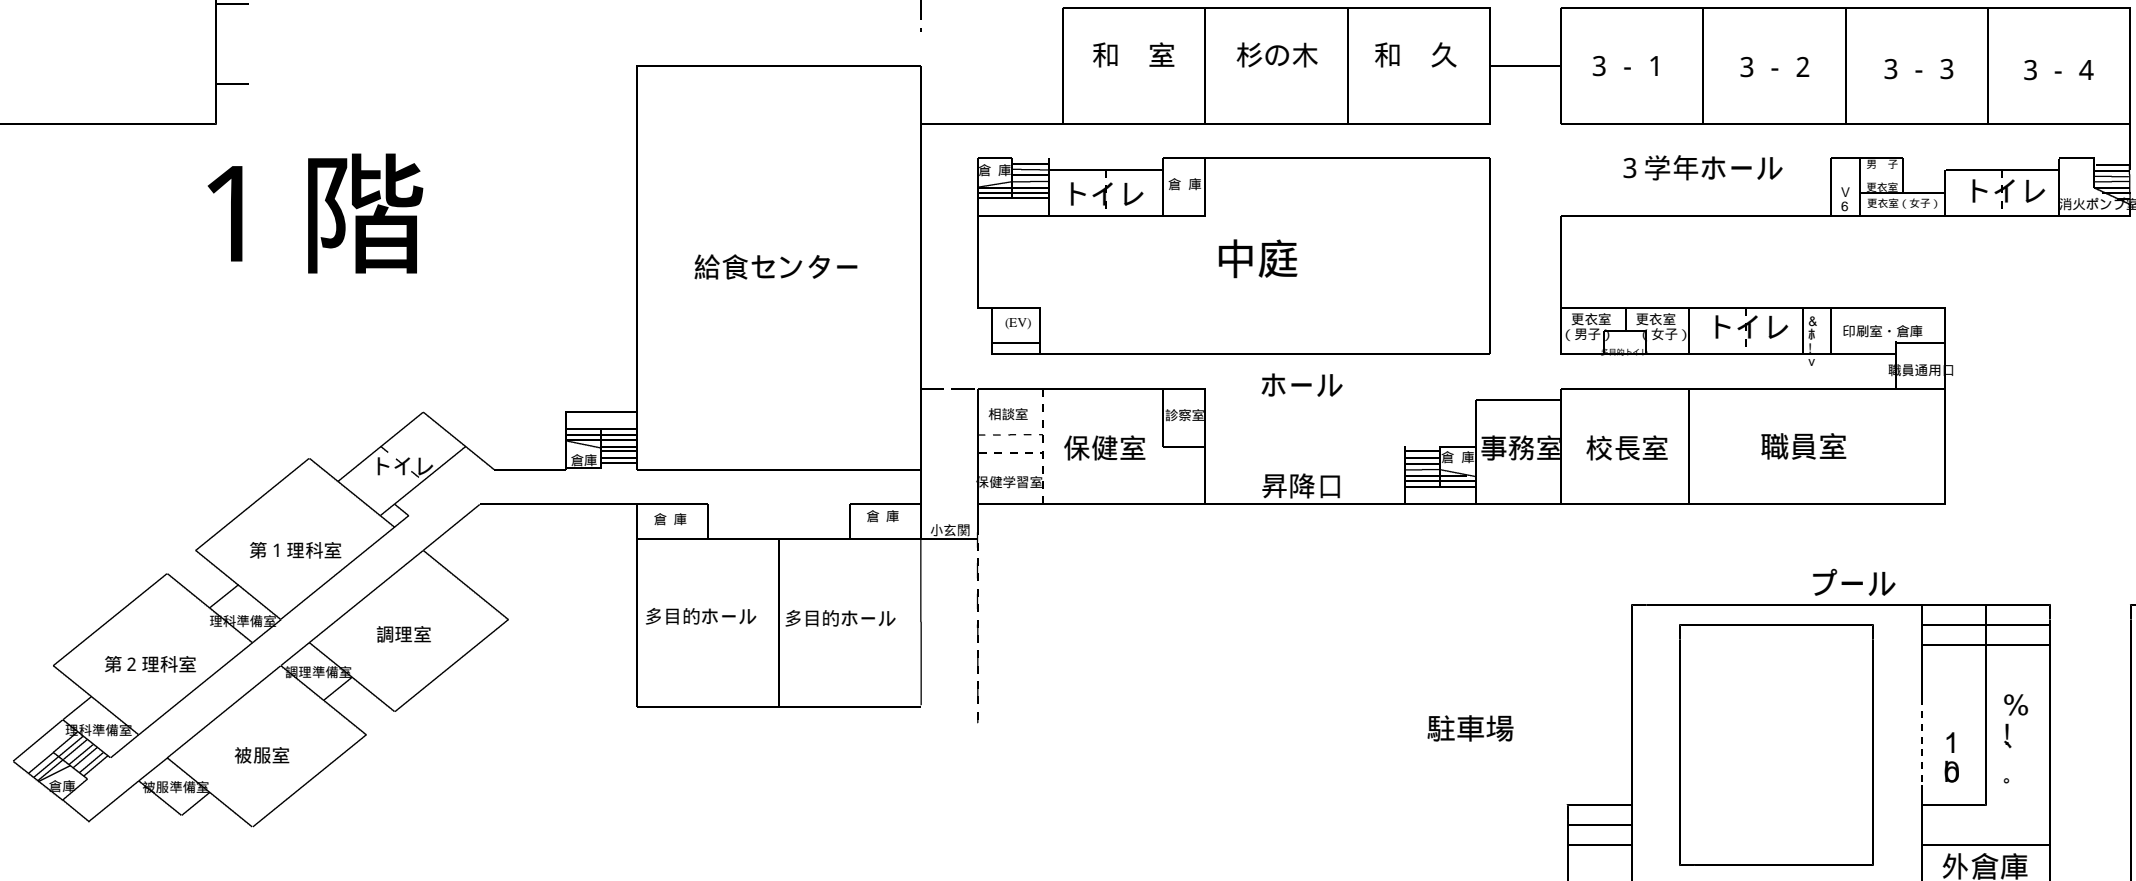 和　室
杉の木
和　久
3 - 1
3 - 2
3 - 3
3 - 4
1階
倉 庫
トイレ
倉 庫
3学年ホール
V
6
男 子
更衣室
更衣室(女子)
トイレ
消火ポンプ室
給食センター
中庭
(EV)
更衣室
(男子)
更衣室
(女子)
トイレ
印刷室・倉庫
職員通用口
ホール
相談室
保健室
診察室
保健学習室
昇降口
倉 庫
事務室
校長室
職員室
トイレ
倉庫
倉 庫
倉 庫
小玄関
第1理科室
理科準備室
第2理科室
理科準備室
倉庫
調理室
調理準備室
被服室
被服準備室
多目的ホール
多目的ホール
プール
駐車場
外倉庫